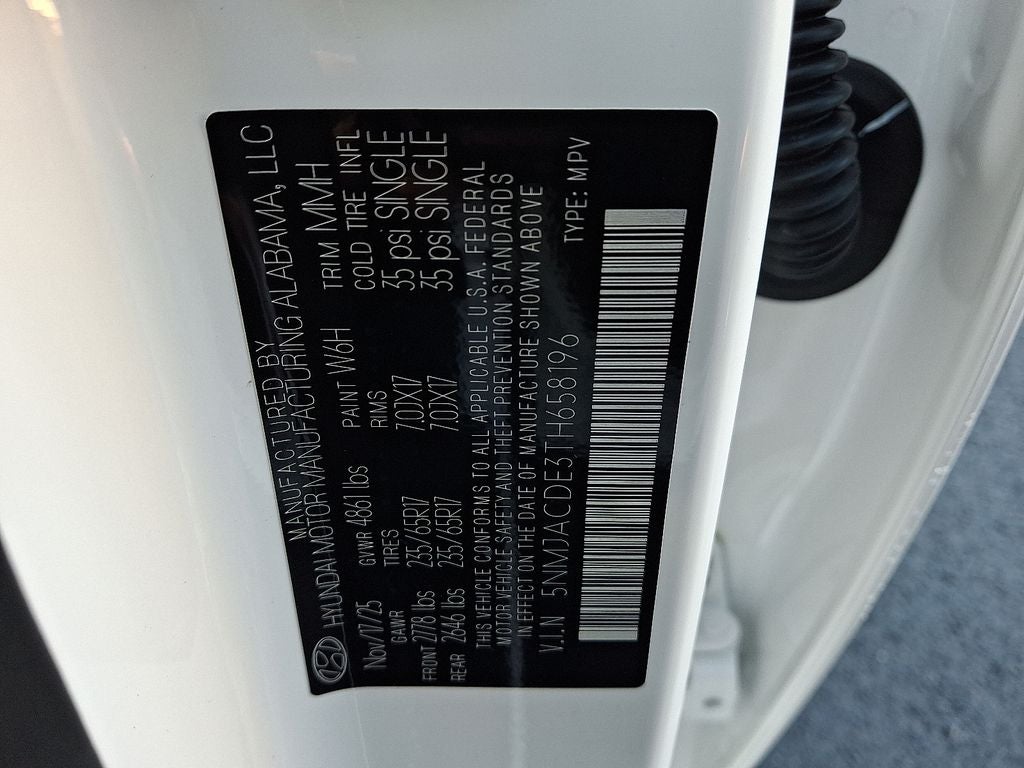 MANUFACTURED BY
HYUNDAI MOTOR MANUFACTURING ALABAMA, LLC
Nov/17/25 GVWR 4861 lbs PAINT W6H TRIM MMH
GAWR TIRES RIMS COLD TIRE INFL
FRONT 2778 lbs 235/65R17 7.0JX17 35 psi SINGLE
REAR 2646 lbs 235/65R17 7.0JX17 35 psi SINGLE
THIS VEHICLE CONFORMS TO ALL APPLICABLE U.S.A. FEDERAL
MOTOR VEHICLE SAFETY AND THEFT PREVENTION STANDARDS
IN EFFECT ON THE DATE OF MANUFACTURE SHOWN ABOVE
V.I.N 5NMJACDE3TH658196 TYPE: MPV